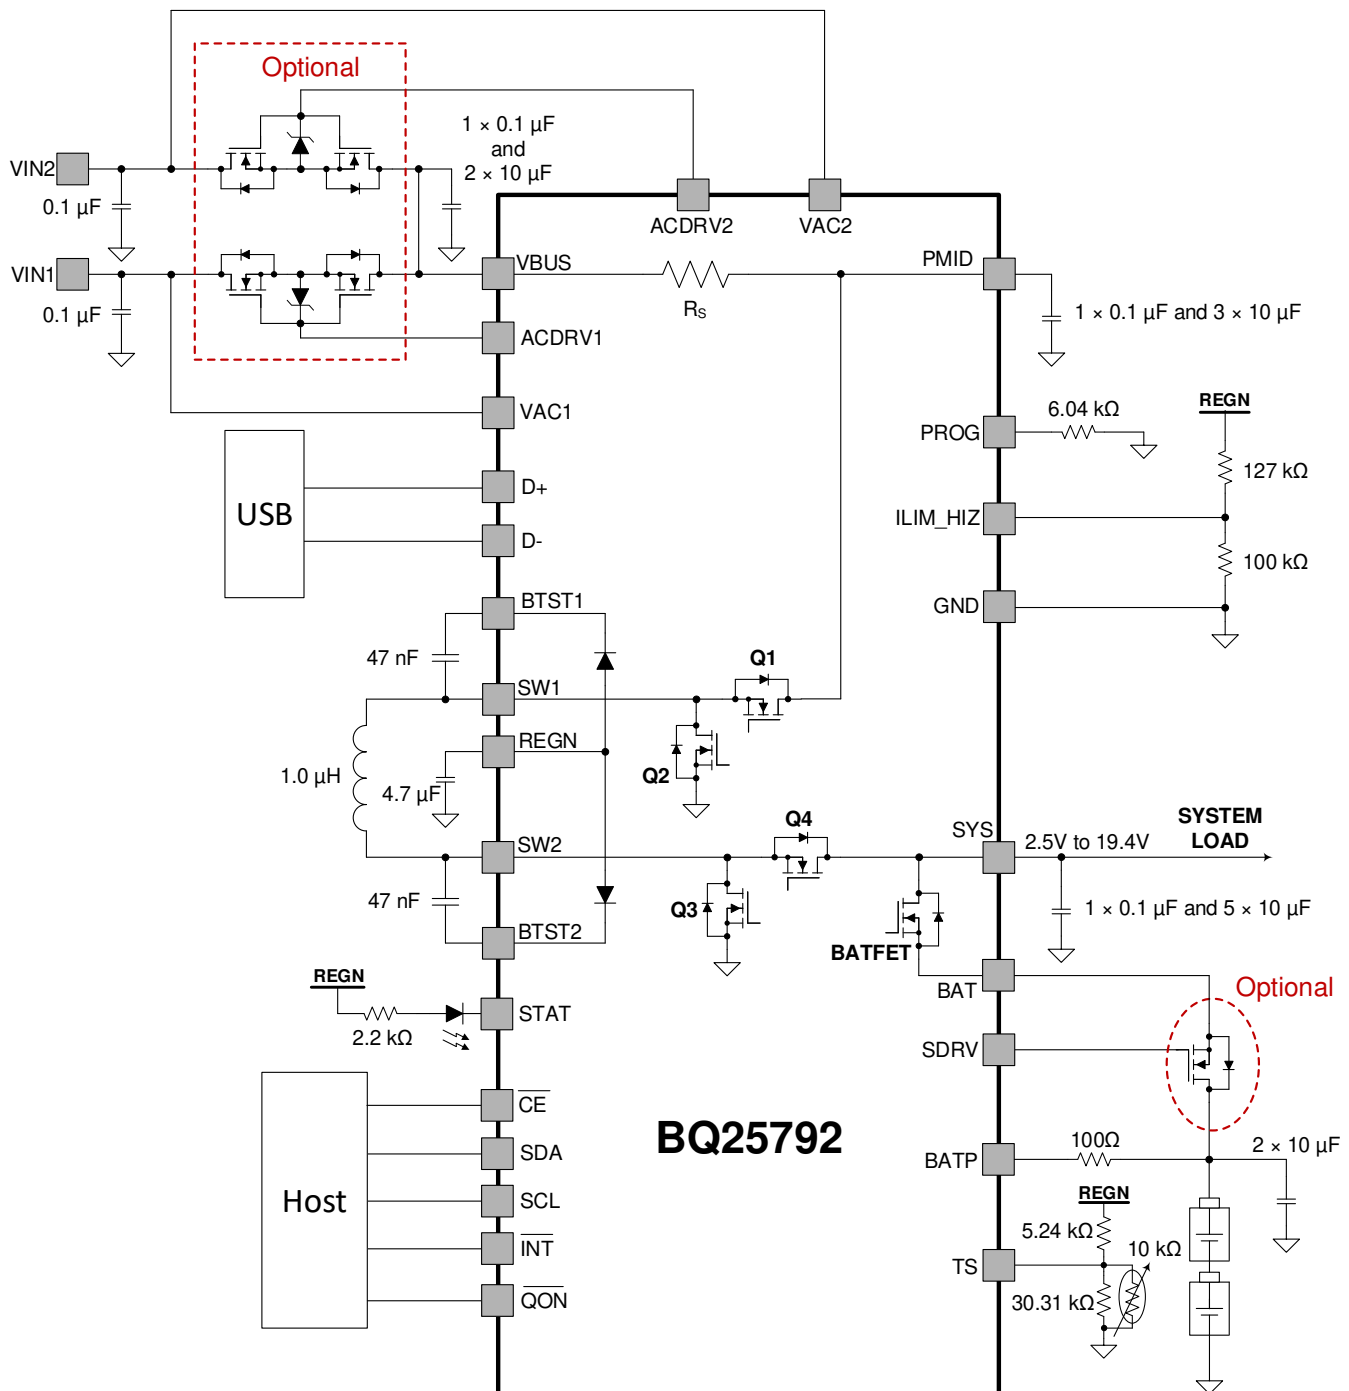 Optional
1 × 0.1 µF
and
2 × 10 µF
VIN2
0.1 µF
ACDRV2
VAC2
VIN1
0.1 µF
VBUS
R_S
PMID
1 × 0.1 µF and 3 × 10 µF
ACDRV1
VAC1
6.04 kΩ
REGN
PROG
127 kΩ
USB
D+
D-
ILIM_HIZ
100 kΩ
GND
BTST1
47 nF
SW1
Q1
REGN
Q2
1.0 µH
4.7 µF
SW2
Q4
SYS
2.5V to 19.4V
SYSTEM
LOAD
47 nF
Q3
1 × 0.1 µF and 5 × 10 µF
BTST2
BATFET
REGN
BAT
Optional
2.2 kΩ
STAT
SDRV
Host
CE
SDA
SCL
INT
QON
BQ25792
BATP
100Ω
2 × 10 µF
REGN
5.24 kΩ
10 kΩ
TS
30.31 kΩ